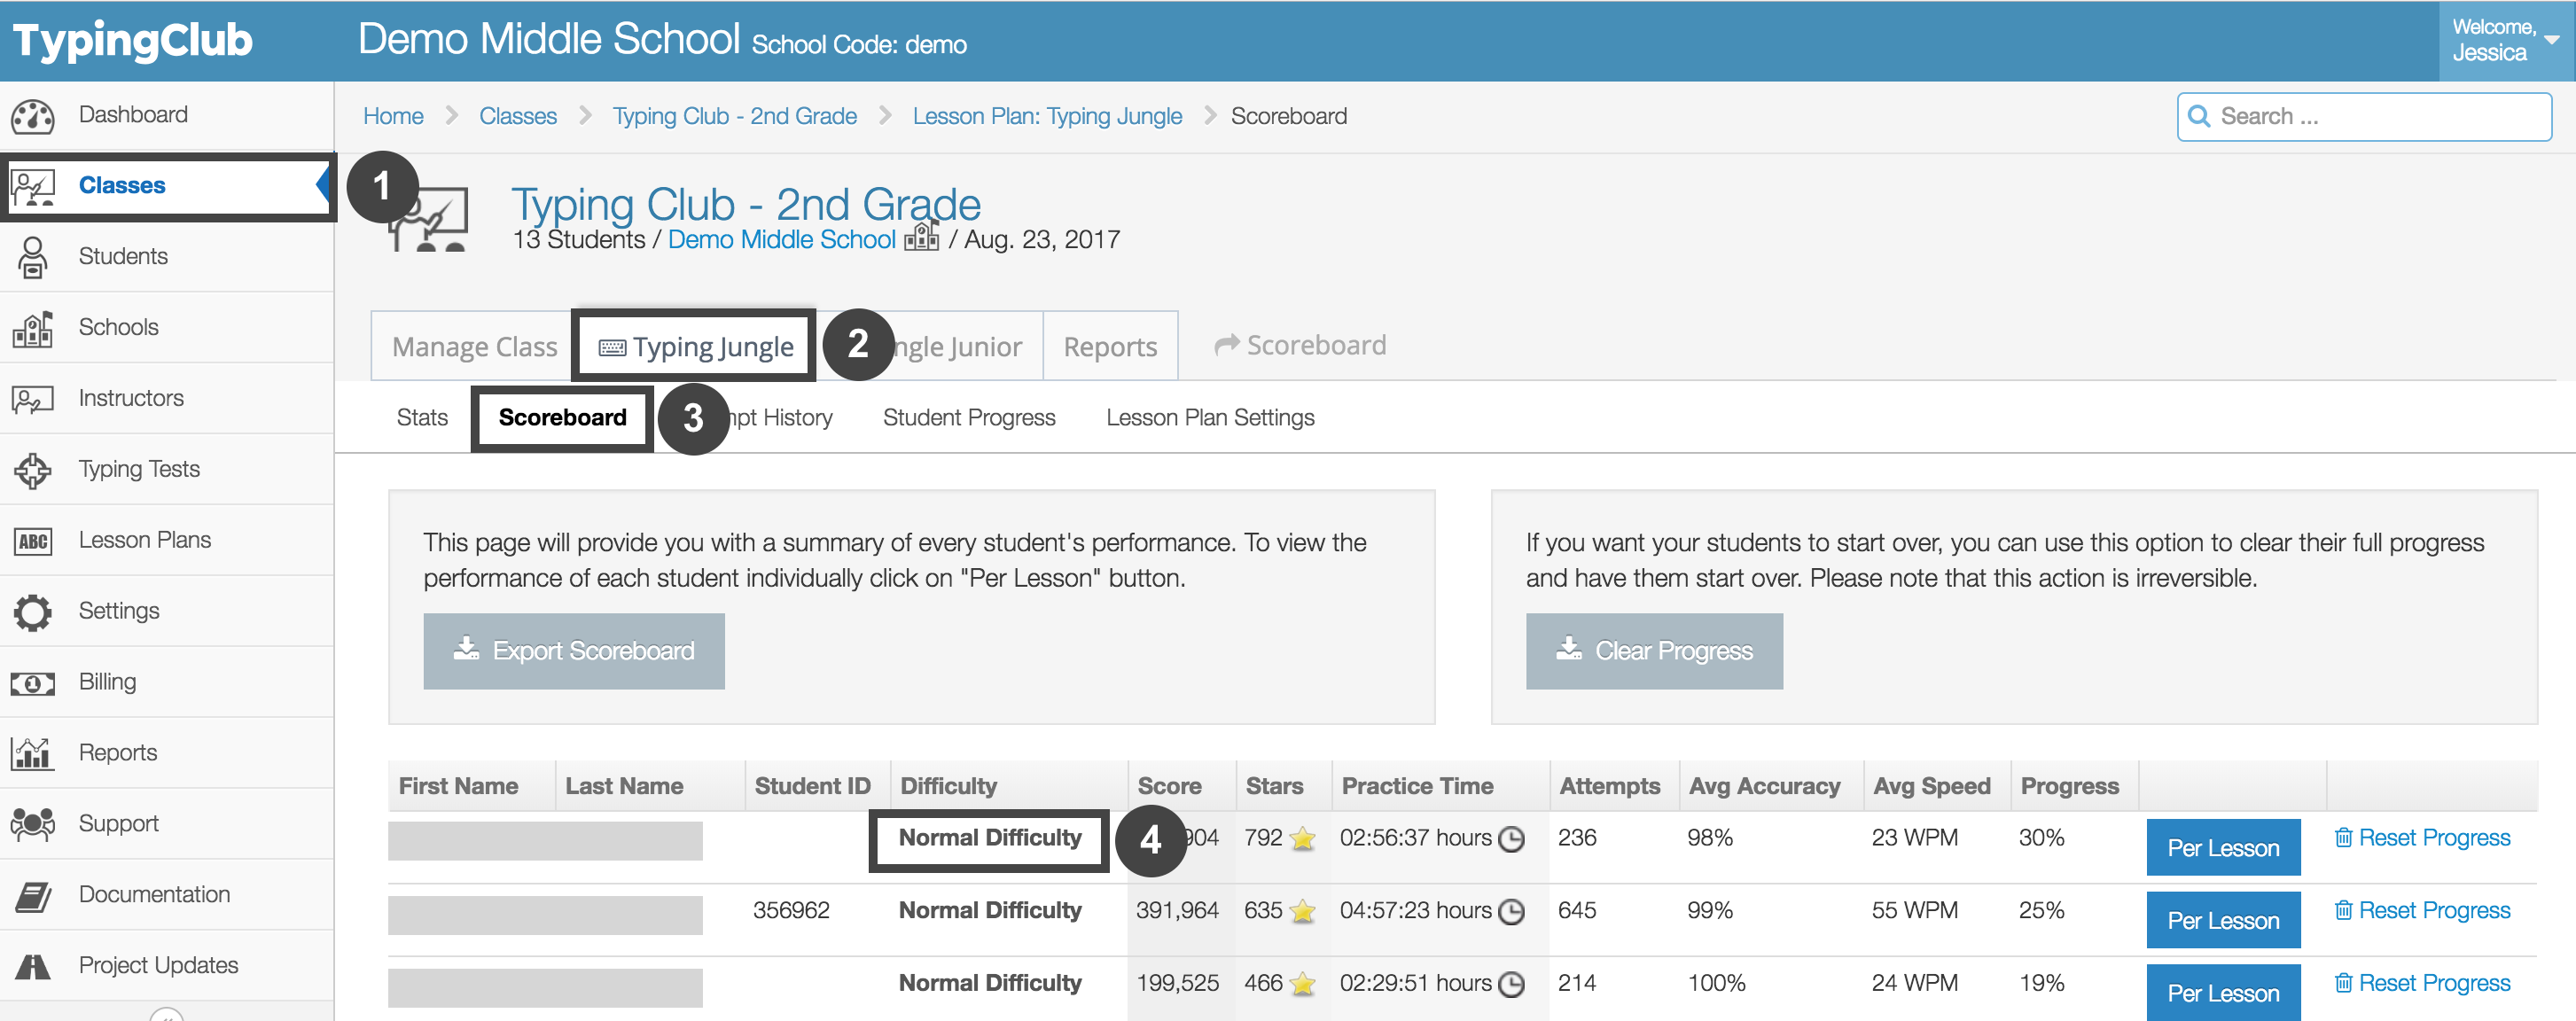 TypingClub
Demo Middle School School Code: demo
Welcome,
Jessica
Dashboard
Classes
Students
Schools
Instructors
Typing Tests
Lesson Plans
Settings
Billing
Reports
Support
Documentation
Project Updates
Home Classes Typing Club - 2nd Grade Lesson Plan: Typing Jungle Scoreboard
Search ...
1
Typing Club - 2nd Grade
13 Students / Demo Middle School / Aug. 23, 2017
Manage Class Typing Jungle 2 ngle Junior Reports Scoreboard
Stats Scoreboard 3 npt History Student Progress Lesson Plan Settings
This page will provide you with a summary of every student's performance. To view the
performance of each student individually click on "Per Lesson" button.
Export Scoreboard
If you want your students to start over, you can use this option to clear their full progress
and have them start over. Please note that this action is irreversible.
Clear Progress
First Name Last Name Student ID Difficulty Score Stars Practice Time Attempts Avg Accuracy Avg Speed Progress
Normal Difficulty 4 904 792 02:56:37 hours 236 98% 23 WPM 30% Per Lesson Reset Progress
356962 Normal Difficulty 391,964 635 04:57:23 hours 645 99% 55 WPM 25% Per Lesson Reset Progress
Normal Difficulty 199,525 466 02:29:51 hours 214 100% 24 WPM 19% Per Lesson Reset Progress